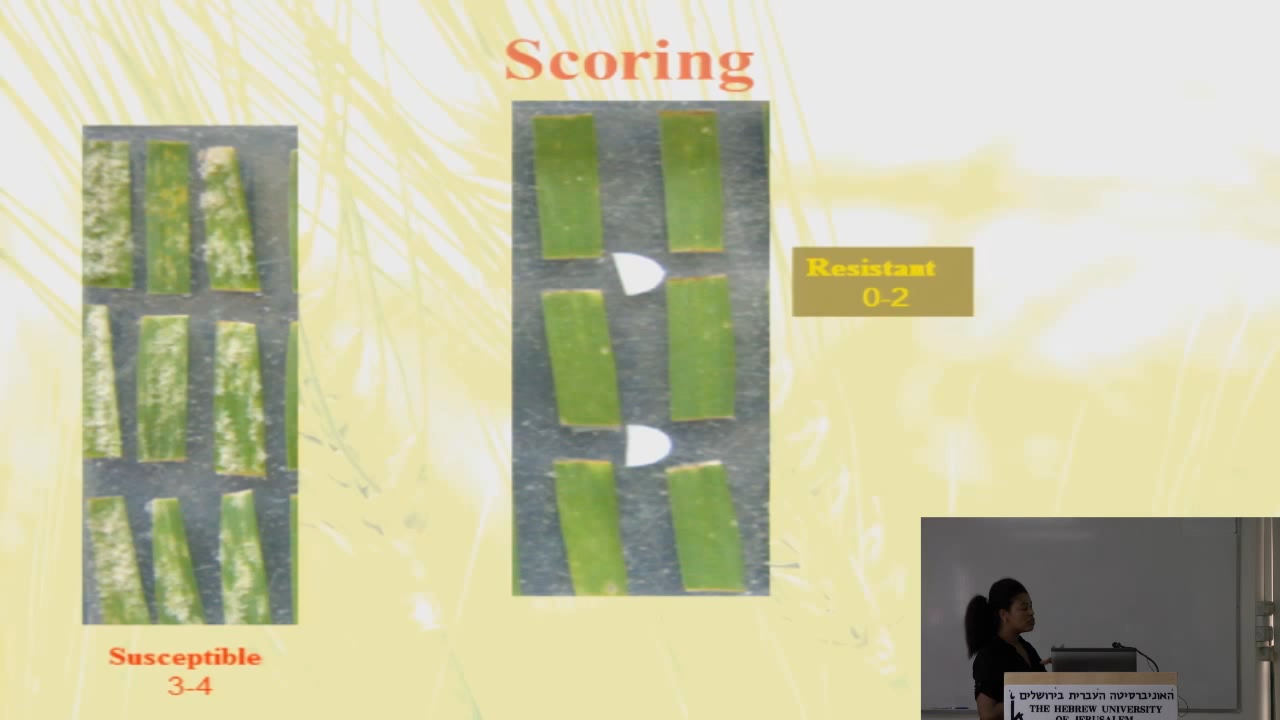 Scoring
Resistant
0-2
Susceptible
3-4
האוניברסיטה העברית בירושלים
THE HEBREW UNIVERSITY
OF JERUSALEM